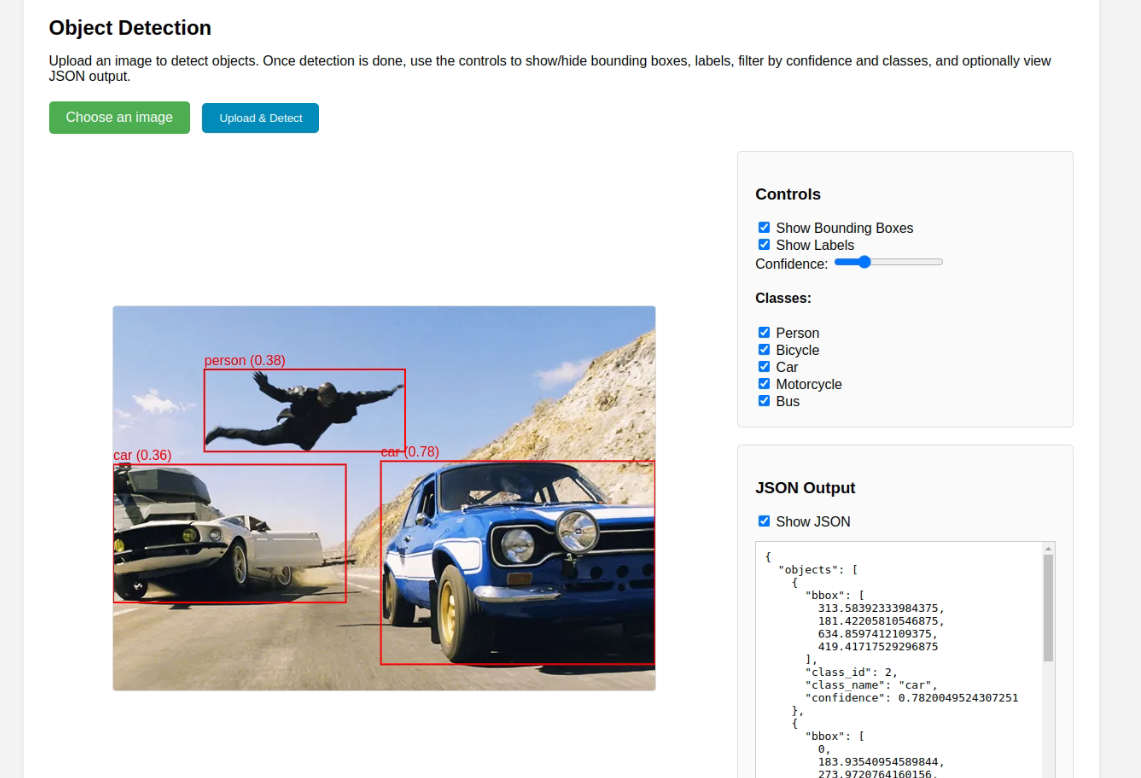 Object Detection
Upload an image to detect objects. Once detection is done, use the controls to show/hide bounding boxes, labels, filter by confidence and classes, and optionally view
JSON output.
Choose an image
Upload & Detect
person (0.38)
car (0.36)
car (0.78)
Controls
Show Bounding Boxes
Show Labels
Confidence:
Classes:
Person
Bicycle
Car
Motorcycle
Bus
JSON Output
Show JSON
{
"objects": [
{
"bbox": [
313.58392333984375,
181.42205810546875,
634.8597412109375,
419.41717529296875
],
"class_id": 2,
"class_name": "car",
"confidence": 0.7820049524307251
},
{
"bbox": [
0,
183.93540954589844,
273.9720764160156,